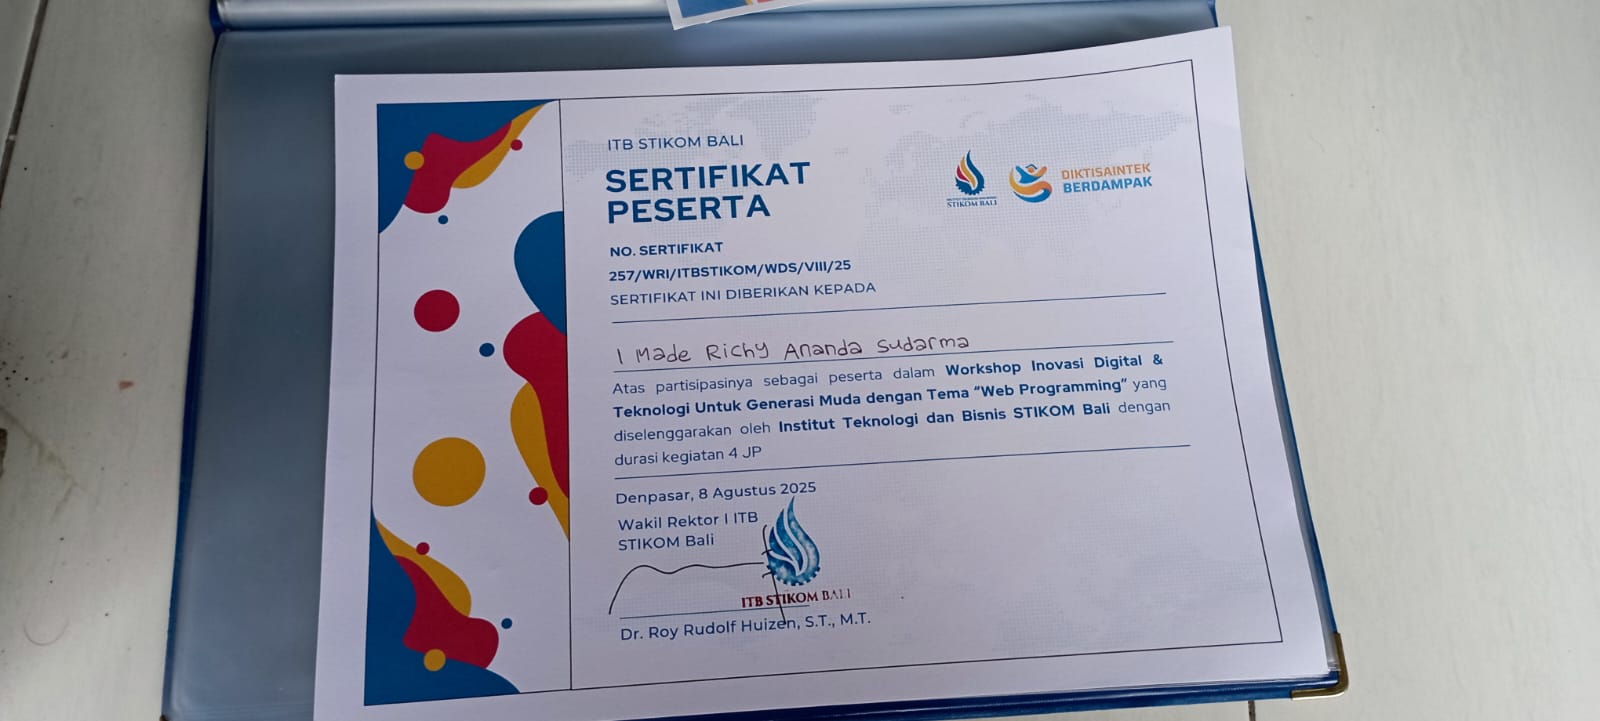 ITB STIKOM BALI
SERTIFIKAT
PESERTA
STIKOM BALI
DIKTISAINTEK
BERDAMPAK
NO. SERTIFIKAT
257/WRI/ITBSTIKOM/WDS/VIII/25
SERTIFIKAT INI DIBERIKAN KEPADA
I Made Richy Ananda Sudarma
Atas partisipasinya sebagai peserta dalam Workshop Inovasi Digital &
Teknologi Untuk Generasi Muda dengan Tema “Web Programming” yang
diselenggarakan oleh Institut Teknologi dan Bisnis STIKOM Bali dengan
durasi kegiatan 4 JP
Denpasar, 8 Agustus 2025
Wakil Rektor I ITB
STIKOM Bali
ITB STIKOM BALI
Dr. Roy Rudolf Huizen, S.T., M.T.